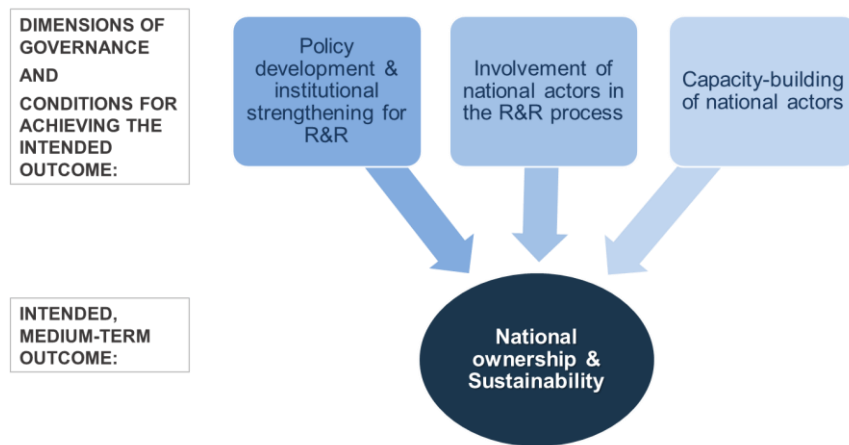 DIMENSIONS OF
GOVERNANCE
AND
CONDITIONS FOR
ACHIEVING THE
INTENDED
OUTCOME:
Policy
development &
institutional
strengthening for
R&R
Involvement of
national actors in
the R&R process
Capacity-building
of national actors
INTENDED,
MEDIUM-TERM
OUTCOME:
National
ownership &
Sustainability